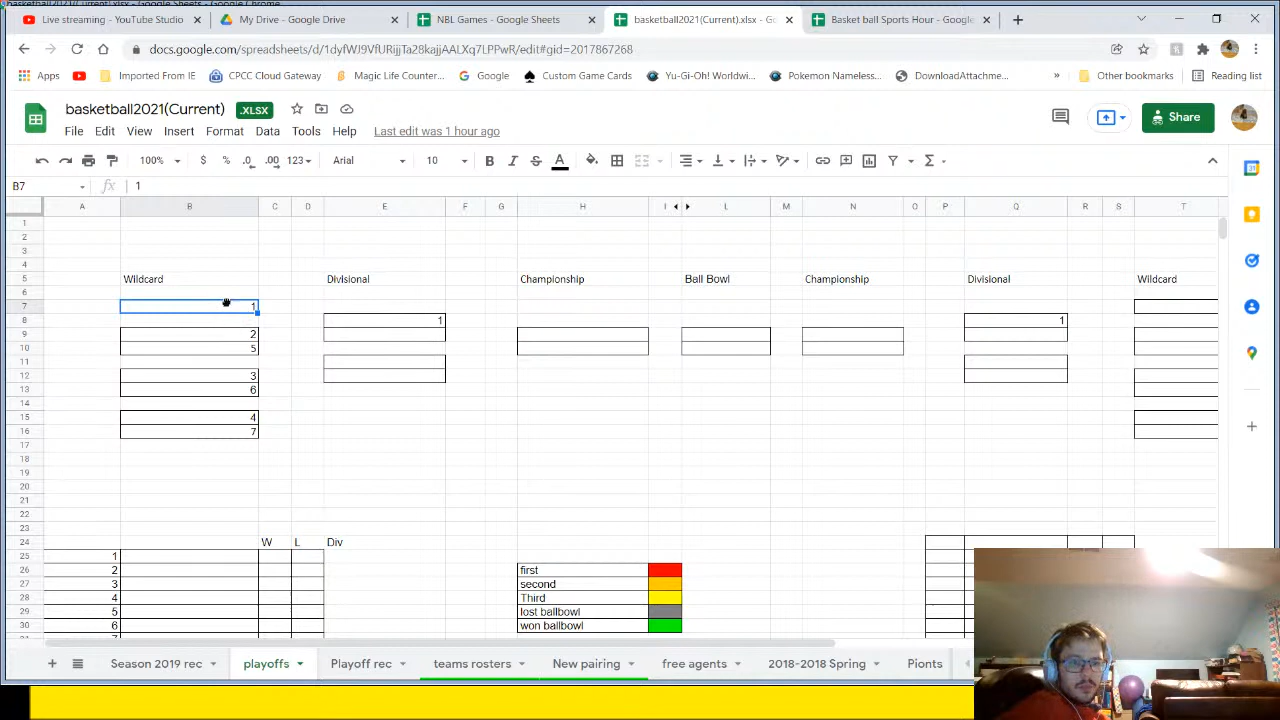 Live streaming - YouTube Studio
My Drive - Google Drive
NBL Games - Google Sheets
basketball2021(Current).xlsx - Go
Basket ball Sports Hour - Google
docs.google.com/spreadsheets/d/1dyfWJ9VfURijjTa28kajjAALXq7LPPwR/edit#gid=2017867268
Apps
Imported From IE
CPCC Cloud Gateway
Magic Life Counter...
Google
Custom Game Cards
Yu-Gi-Oh! Worldwi...
Pokemon Nameless...
DownloadAttachme...
»
Other bookmarks
Reading list
basketball2021(Current) .XLSX
Share
File Edit View Insert Format Data Tools Help Last edit was 1 hour ago
100% $ % .0 .00 123 Arial 10 B I S A Σ
B7 fx 1
A B C D E F G H I L M N O P Q R S T
1
2
3
4
5 Wildcard Divisional Championship Ball Bowl Championship Divisional Wildcard
6
7 1
8 1 1
9 2
10 5
11
12 3
13 6
14
15 4
16 7
17
18
19
20
21
22
23
24 W L Div
25 1
26 2 first
27 3 second
28 4 Third
29 5 lost ballbowl
30 6 won ballbowl
Season 2019 rec playoffs Playoff rec teams rosters New pairing free agents 2018-2018 Spring Pionts